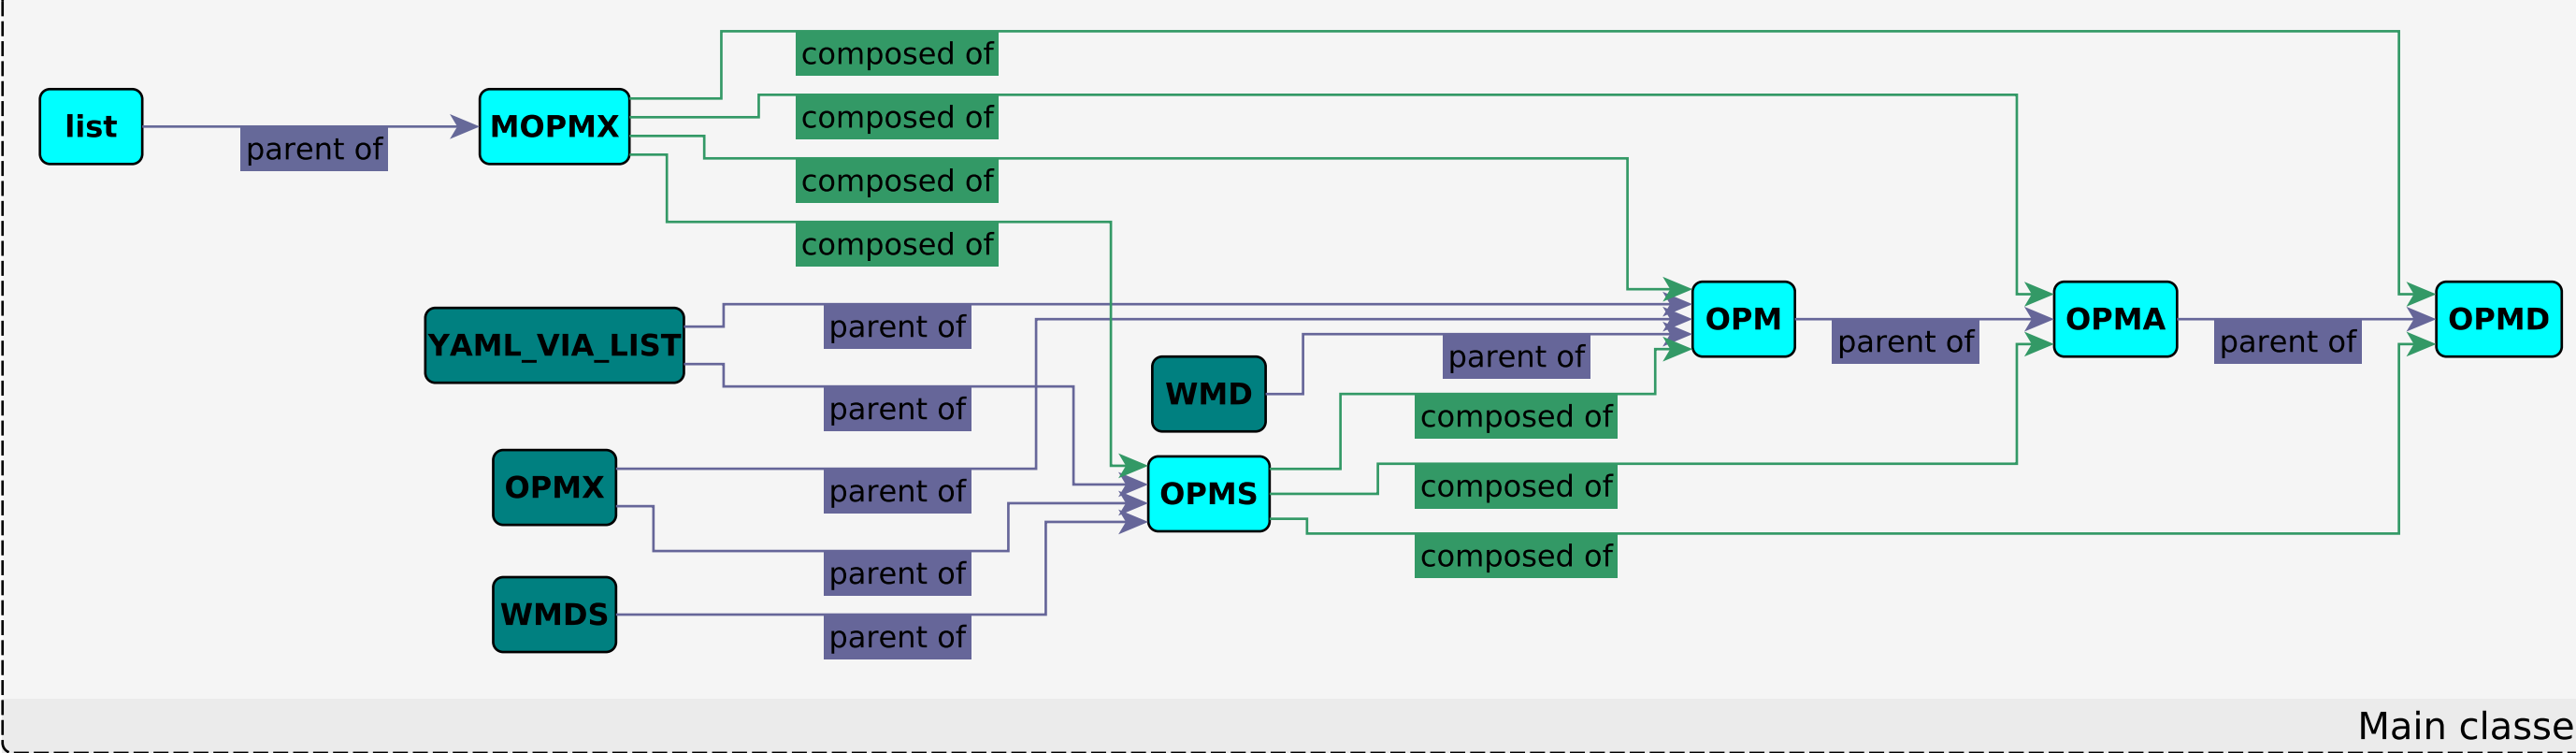 composed of
list
parent of
MOPMX
composed of
composed of
composed of
YAML_VIA_LIST
parent of
parent of
OPMX
parent of
parent of
WMDS
parent of
WMD
parent of
OPMS
composed of
composed of
composed of
OPM
parent of
OPMA
parent of
OPMD
Main classe